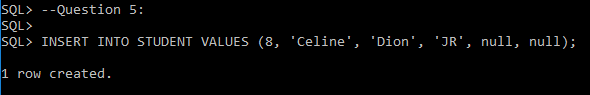 SQL> --Question 5:
SQL>
SQL> INSERT INTO STUDENT VALUES (8, 'Celine', 'Dion', 'JR', null, null);
1 row created.